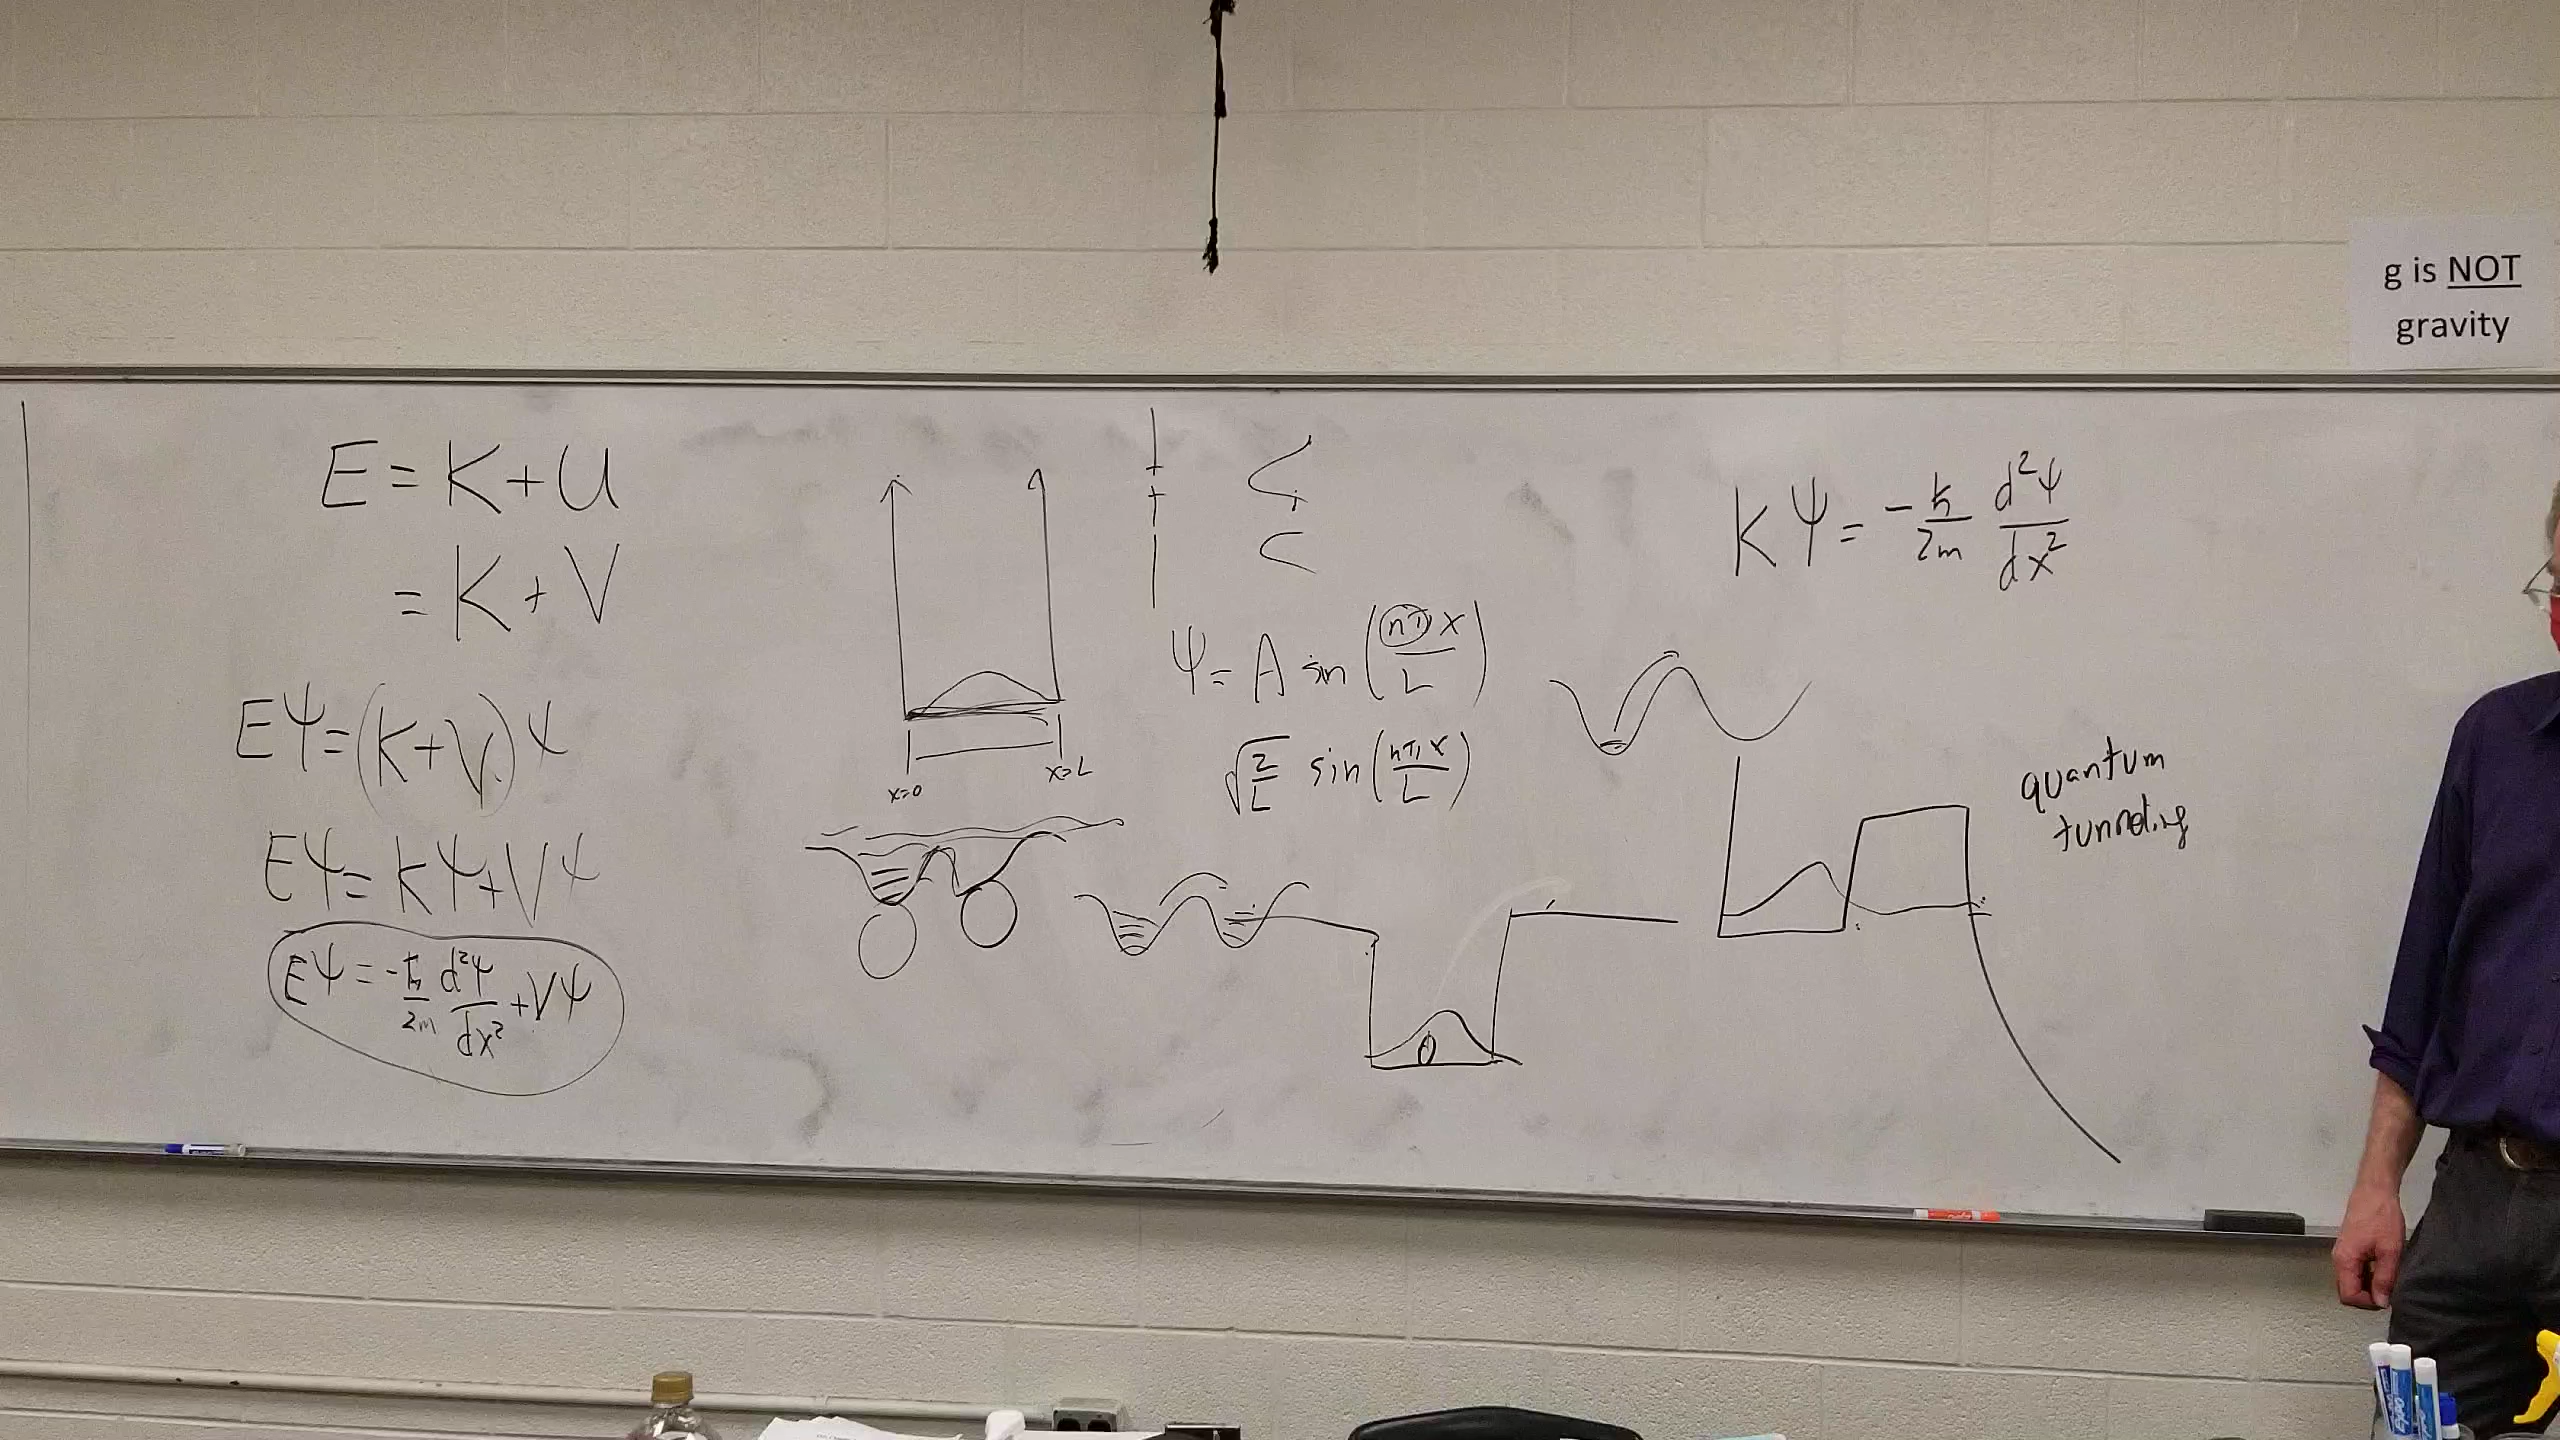 g is NOT
gravity
E = K + U
= K + V
EΨ = (K + V) Ψ
EΨ = KΨ + VΨ
EΨ = -ℏ/2m d²Ψ/dx² + VΨ
x=0
x=L
Ψ = A sin (nπx/L)
√2/L sin (nπx/L)
KΨ = -ℏ/2m d²Ψ/dx²
quantum
tunneling